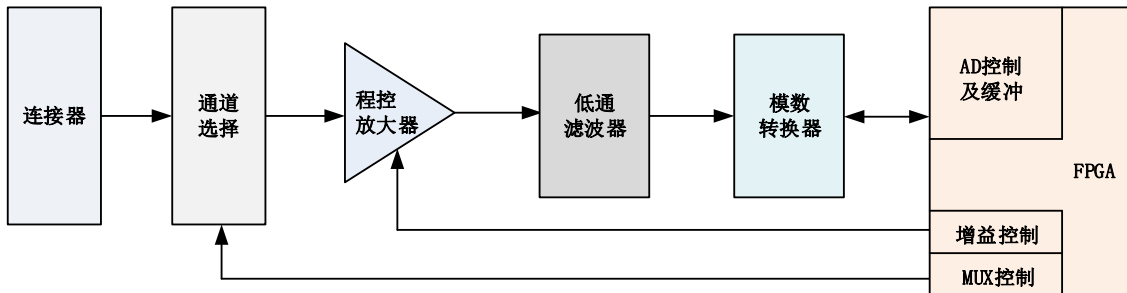 连接器
通道
选择
程控
放大器
低通
滤波器
模数
转换器
AD控制
及缓冲
FPGA
增益控制
MUX控制